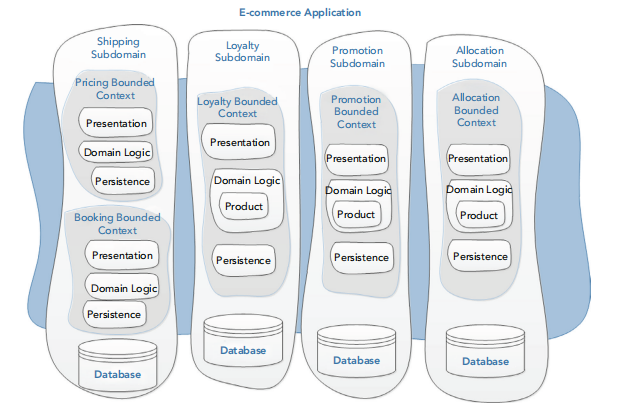 E-commerce Application
Shipping
Subdomain
Pricing Bounded
Context
Presentation
Domain Logic
Persistence
Booking Bounded
Context
Presentation
Domain Logic
Persistence
Database
Loyalty
Subdomain
Loyalty Bounded
Context
Presentation
Domain Logic
Product
Persistence
Database
Promotion
Subdomain
Promotion
Bounded
Context
Presentation
Domain Logic
Product
Persistence
Database
Allocation
Subdomain
Allocation
Bounded
Context
Presentation
Domain Logic
Product
Persistence
Database